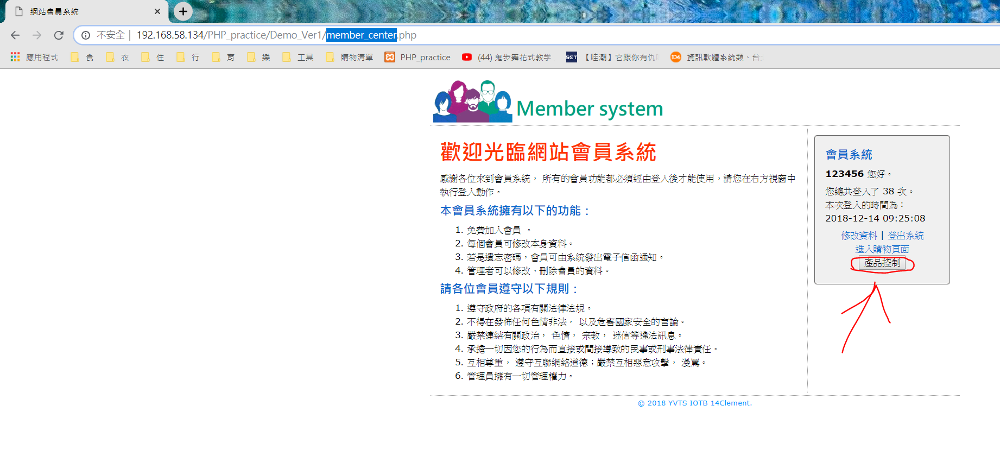 網站會員系統
不安全 | 192.168.58.134/PHP_practice/Demo_Ver1/member_center.php
應用程式 食 衣 住 行 育 樂 工具 購物清單 PHP_practice (44) 鬼步舞花式教学 SET 【哇潮】它跟你有仇 104 資訊軟體系統類、台
Member system
歡迎光臨網站會員系統
感謝各位來到會員系統， 所有的會員功能都必須經由登入後才能使用，請您在右方視窗中
執行登入動作。
本會員系統擁有以下的功能：
1. 免費加入會員 。
2. 每個會員可修改本身資料。
3. 若是遺忘密碼，會員可由系統發出電子信函通知。
4. 管理者可以修改、刪除會員的資料。
請各位會員遵守以下規則：
1. 遵守政府的各項有關法律法規。
2. 不得在發佈任何色情非法， 以及危害國家安全的言論。
3. 嚴禁連結有關政治， 色情， 宗教， 迷信等違法訊息。
4. 承擔一切因您的行為而直接或間接導致的民事或刑事法律責任。
5. 互相尊重， 遵守互聯網絡道德；嚴禁互相惡意攻擊， 漫罵。
6. 管理員擁有一切管理權力。
會員系統
123456 您好。
您總共登入了 38 次。
本次登入的時間為：
2018-12-14 09:25:08
修改資料 | 登出系統
進入購物頁面
產品控制
© 2018 YVTS IOTB 14Clement.